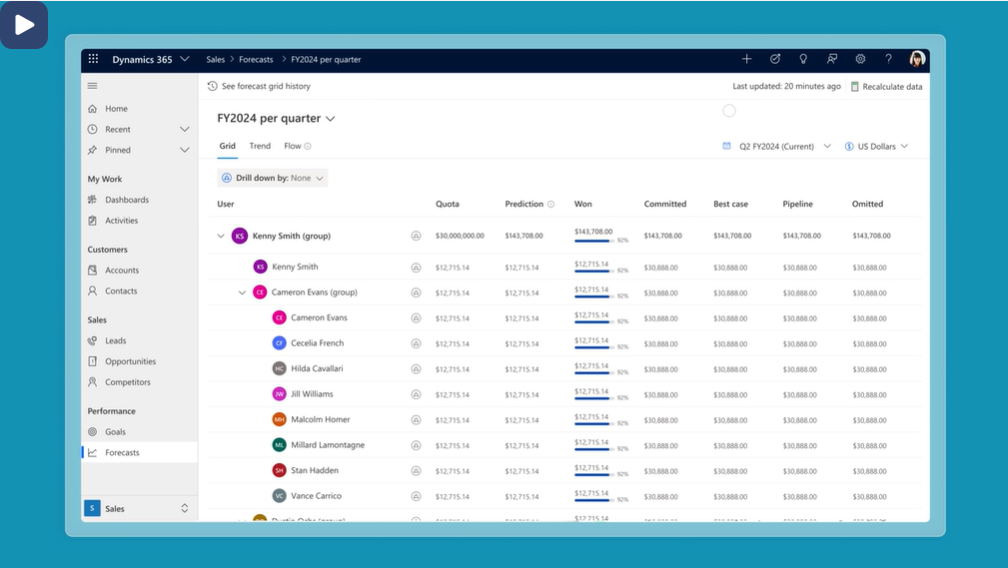 Dynamics 365 Sales > Forecasts > FY2024 per quarter
See forecast grid history Last updated: 20 minutes ago Recalculate data
Home
Recent
Pinned
My Work
Dashboards
Activities
Customers
Accounts
Contacts
Sales
Leads
Opportunities
Competitors
Performance
Goals
Forecasts
S Sales
FY2024 per quarter
Grid Trend Flow Q2 FY2024 (Current) US Dollars
Drill down by: None
User Quota Prediction Won Committed Best case Pipeline Omitted
KS Kenny Smith (group) $30,000,000.00 $143,708.00 $143,708.00 92% $143,708.00 $143,708.00 $143,708.00 $143,708.00
KS Kenny Smith $12,715.14 $12,715.14 $12,715.14 92% $30,888.00 $30,888.00 $30,888.00 $30,888.00
CE Cameron Evans (group) $12,715.14 $12,715.14 $12,715.14 92% $30,888.00 $30,888.00 $30,888.00 $30,888.00
CE Cameron Evans $12,715.14 $12,715.14 $12,715.14 92% $30,888.00 $30,888.00 $30,888.00 $30,888.00
CF Cecelia French $12,715.14 $12,715.14 $12,715.14 92% $30,888.00 $30,888.00 $30,888.00 $30,888.00
HC Hilda Cavallari $12,715.14 $12,715.14 $12,715.14 92% $30,888.00 $30,888.00 $30,888.00 $30,888.00
JW Jill Williams $12,715.14 $12,715.14 $12,715.14 92% $30,888.00 $30,888.00 $30,888.00 $30,888.00
MH Malcolm Homer $12,715.14 $12,715.14 $12,715.14 92% $30,888.00 $30,888.00 $30,888.00 $30,888.00
ML Millard Lamontagne $12,715.14 $12,715.14 $12,715.14 92% $30,888.00 $30,888.00 $30,888.00 $30,888.00
SH Stan Hadden $12,715.14 $12,715.14 $12,715.14 92% $30,888.00 $30,888.00 $30,888.00 $30,888.00
VC Vance Carrico $12,715.14 $12,715.14 $12,715.14 92% $30,888.00 $30,888.00 $30,888.00 $30,888.00
$12,715.14